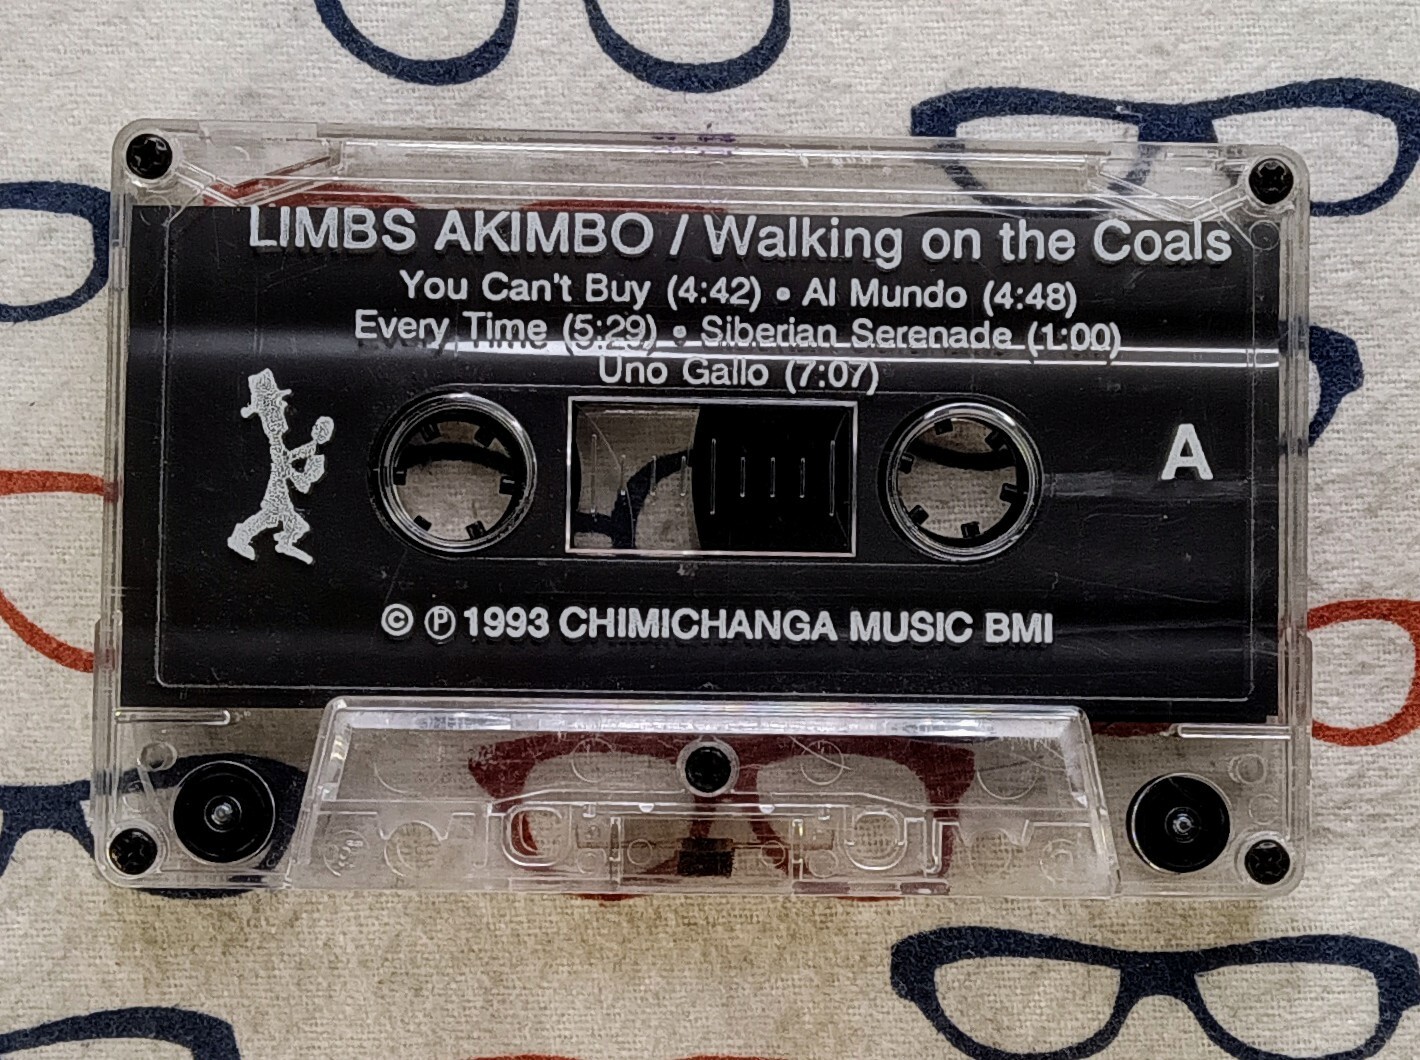 LIMBS AKIMBO / Walking on the Coals
You Can't Buy (4:42) • Al Mundo (4:48)
Every Time (5:29) • Siberian Serenade (1:00)
Uno Gallo (7:07)
A
© ℗ 1993 CHIMICHANGA MUSIC BMI